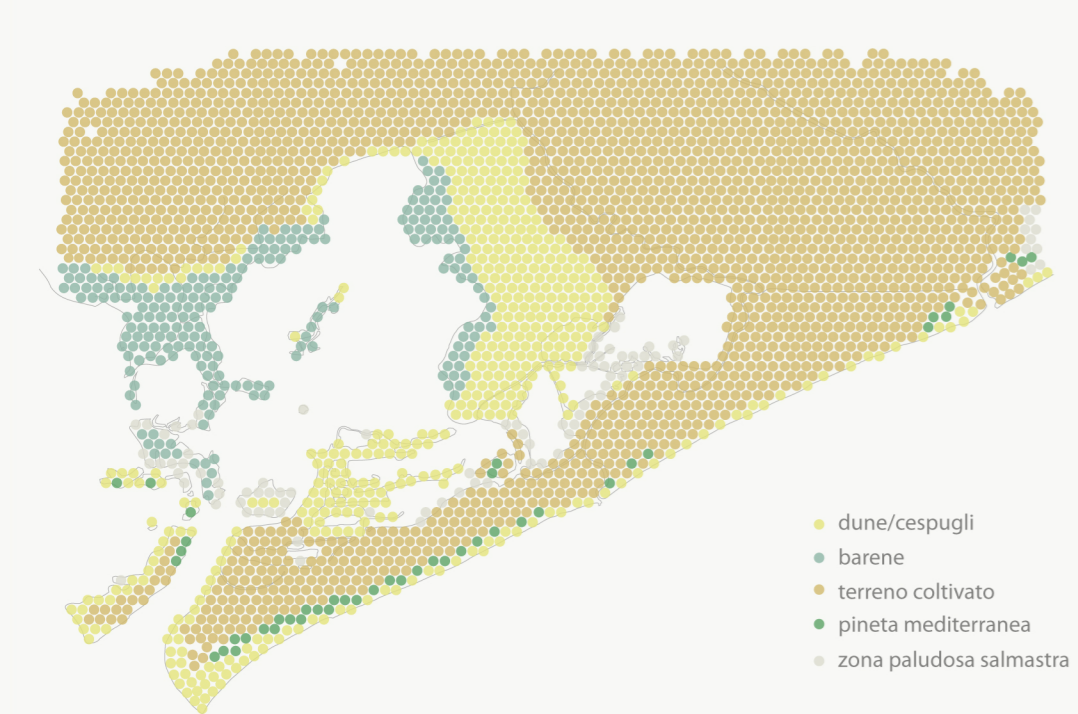 dune/cespugli
barene
terreno coltivato
pineta mediterranea
zona paludosa salmastra